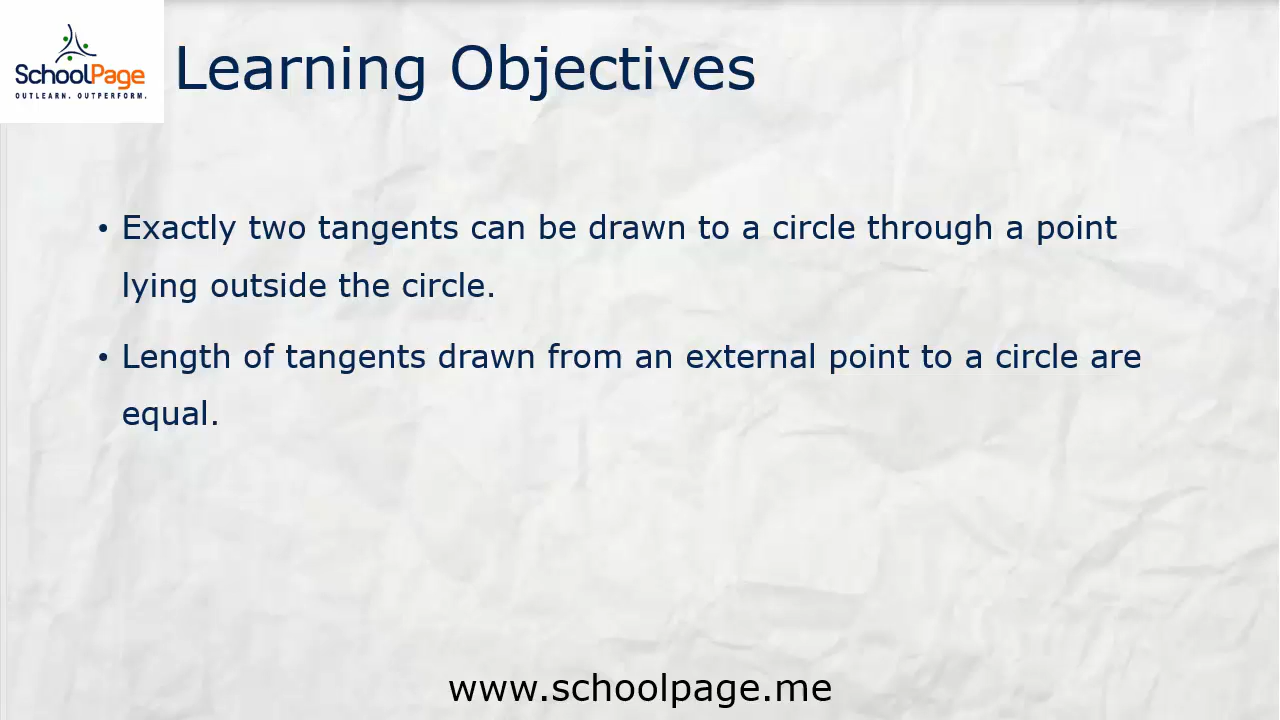 SchoolPage
OUTLEARN. OUTPERFORM.
Learning Objectives
• Exactly two tangents can be drawn to a circle through a point
lying outside the circle.
• Length of tangents drawn from an external point to a circle are
equal.
www.schoolpage.me